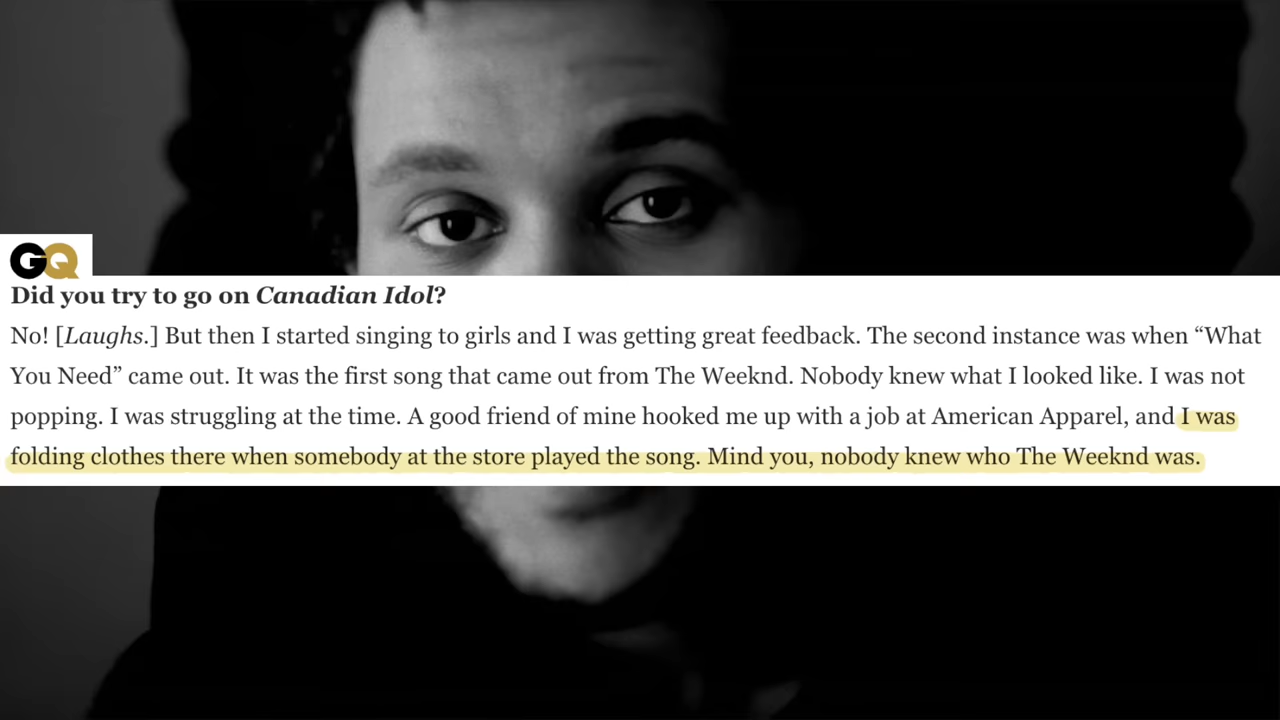 GQ
Did you try to go on Canadian Idol?
No! [Laughs.] But then I started singing to girls and I was getting great feedback. The second instance was when “What
You Need” came out. It was the first song that came out from The Weeknd. Nobody knew what I looked like. I was not
popping. I was struggling at the time. A good friend of mine hooked me up with a job at American Apparel, and I was
folding clothes there when somebody at the store played the song. Mind you, nobody knew who The Weeknd was.